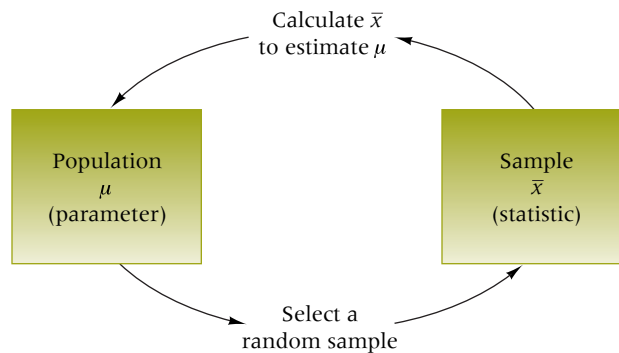 Calculate x̄
to estimate μ
Population
μ
(parameter)
Sample
x̄
(statistic)
Select a
random sample